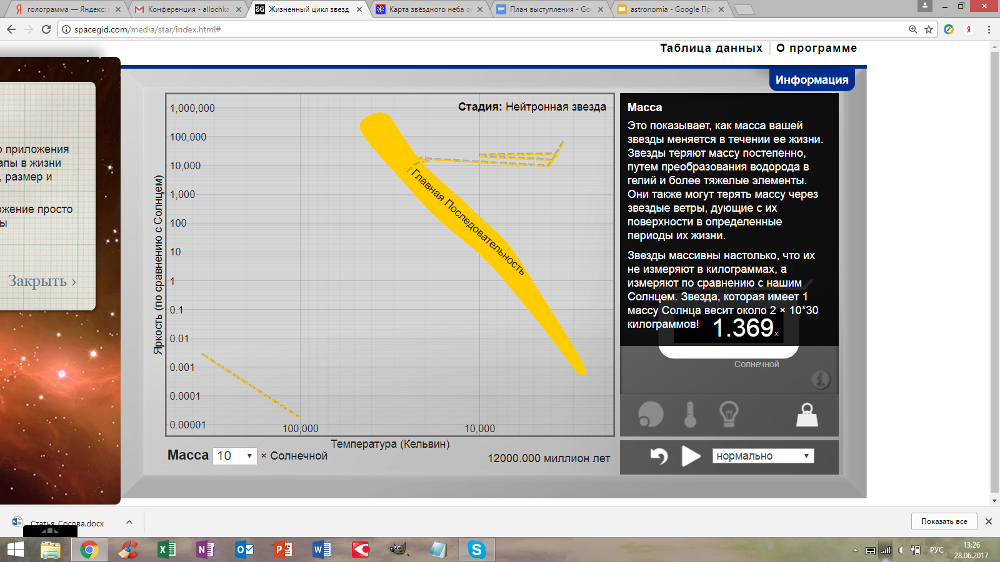 голограмма — Яндекс:
Конференция - allochka
Жизненный цикл звезд
Карта звёздного неба о
План выступления - Goo
astronomia - Google Пре
spacegid.com/media/star/index.html#
Таблица данных
О программе
Информация
о приложения
апы в жизни
, размер и
ожение просто
ы
Закрыть ›
Стадия: Нейтронная звезда
1,000,000
100,000
10,000
1,000
100
10
1
0.1
0.01
0.001
0.0001
0.00001
Яркость (по сравнению с Солнцем)
Главная Последовательность
100,000
10,000
Температура (Кельвин)
Масса 10 × Солнечной
12000.000 миллион лет
Масса
Это показывает, как масса вашей
звезды меняется в течении ее жизни.
Звезды теряют массу постепенно,
путем преобразования водорода в
гелий и более тяжелые элементы.
Они также могут терять массу через
звездые ветры, дующие с их
поверхности в определенные
периоды их жизни.
Звезды массивны настолько, что их
не измеряют в килограммах, а
измеряют по сравнению с нашим
Солнцем. Звезда, которая имеет 1
массу Солнца весит около 2 × 10*30
килограммов!
1.369x
Солнечной
нормально
Статья_Сосова.docx
Показать все
РУС
13:26
28.06.2017